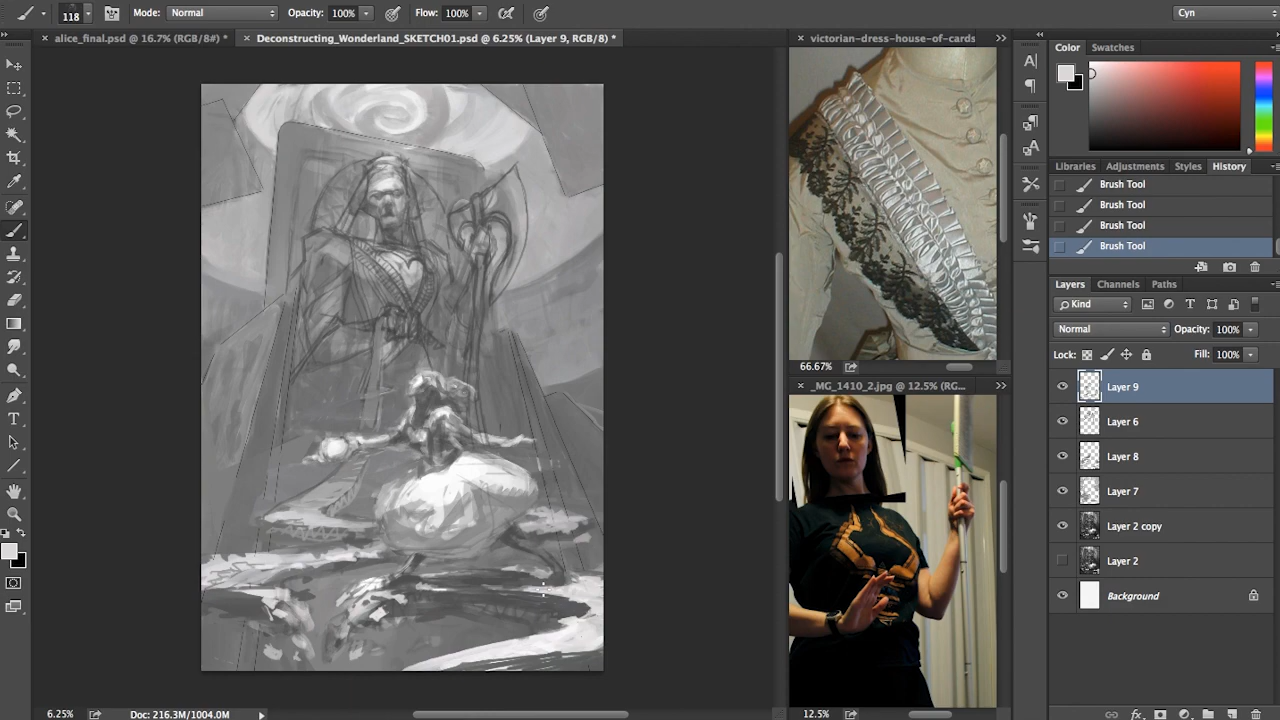 118
Mode: Normal
Opacity: 100%
Flow: 100%
Cyn
alice_final.psd @ 16.7% (RGB/8#) *
Deconstructing_Wonderland_SKETCH01.psd @ 6.25% (Layer 9, RGB/8) *
victorian-dress-house-of-cards
Color
Swatches
Libraries
Adjustments
Styles
History
Brush Tool
Brush Tool
Brush Tool
Brush Tool
Layers
Channels
Paths
Kind
Normal
Opacity: 100%
Lock:
Fill: 100%
66.67%
_MG_1410_2.jpg @ 12.5% (RG...
Layer 9
Layer 6
Layer 8
Layer 7
Layer 2 copy
Layer 2
Background
6.25%
Doc: 216.3M/1004.0M
12.5%